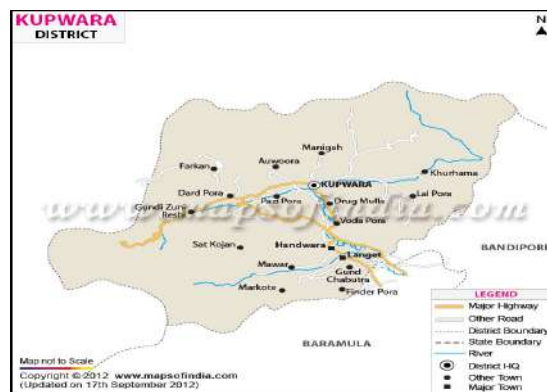 KUPWARA
DISTRICT
N
Manigah
Farkan
Auwoora
Khurhama
KUPWARA
Dard Pora
Pazi Pora
Drug Mulla
Lal Pora
Gundi Zuni
Reshi
www.mapsofindia.com
Voda Pora
Sat Kojan
Handwara
Langet
BANDIPORE
Mawar
Gund
Chabutra
Markote
Finder Pora
BARAMULA
LEGEND
Major Highway
Other Road
District Boundary
State Boundary
River
District HQ
Other Town
Major Town
Map not to Scale
Copyright © 2012 www.mapsofindia.com
(Updated on 17th September 2012)